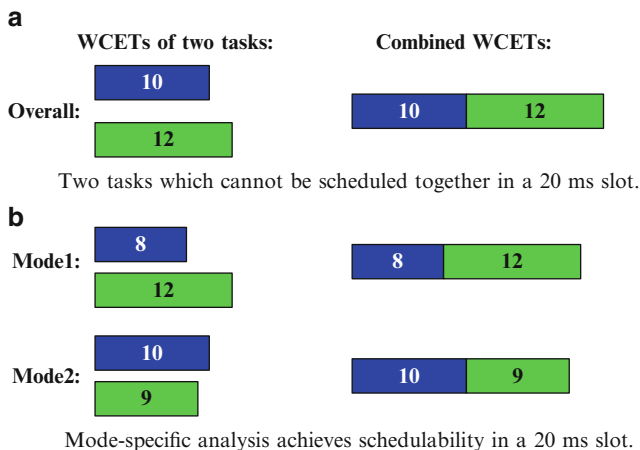 a
WCETs of two tasks: Combined WCETs:
10
Overall: 10 12
12
Two tasks which cannot be scheduled together in a 20 ms slot.
b
8
Mode1: 8 12
12
10
Mode2: 10 9
9
Mode-specific analysis achieves schedulability in a 20 ms slot.